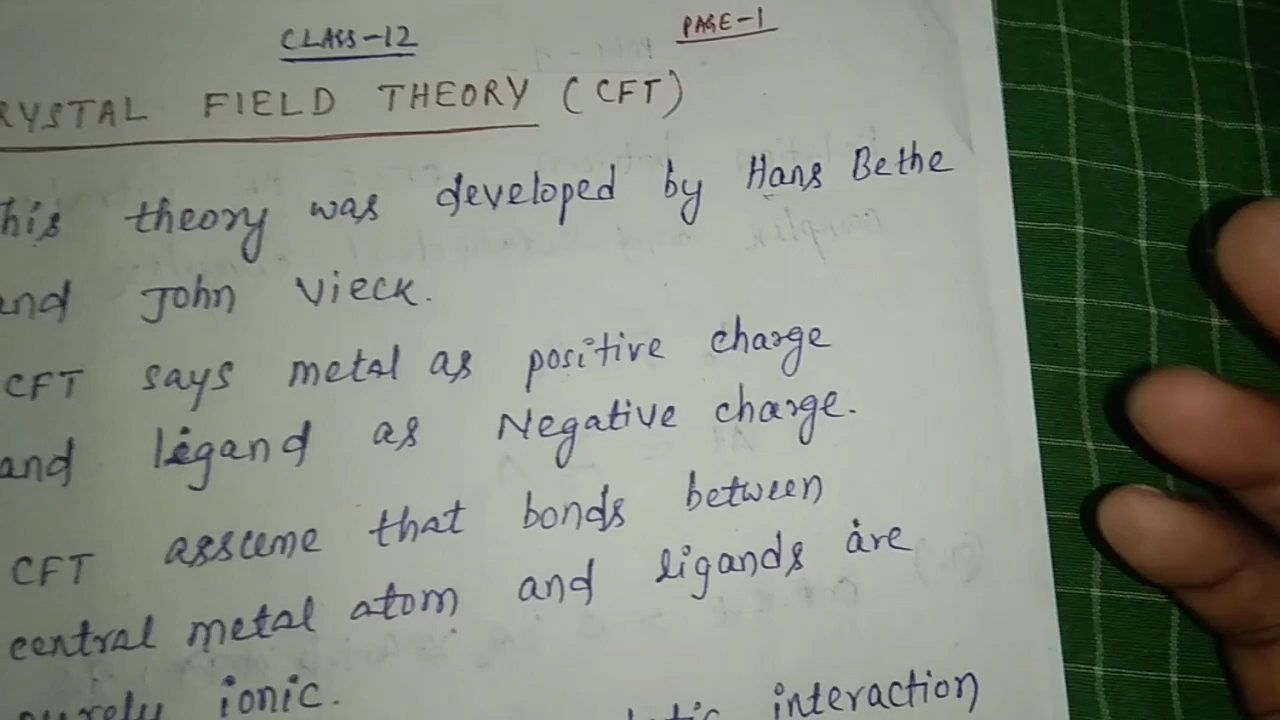 CLASS-12
PAGE-1
RYSTAL FIELD THEORY (CFT)
his theory was developed by Hans Bethe
and John Vieck.
CFT says metal as positive charge
and ligand as Negative charge.
CFT assume that bonds between
central metal atom and ligands are
purely ionic.
interaction